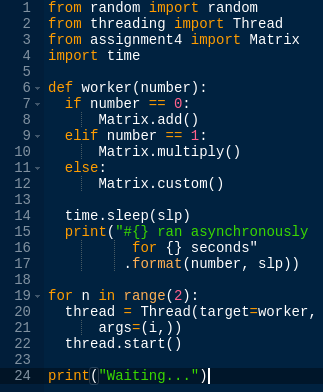 1 from random import random
2 from threading import Thread
3 from assignment4 import Matrix
4 import time
5
6 def worker(number):
7   if number == 0:
8       Matrix.add()
9   elif number == 1:
10       Matrix.multiply()
11   else:
12       Matrix.custom()
13
14   time.sleep(slp)
15   print("#{} ran asynchronously
16           for {} seconds"
17          .format(number, slp))
18
19 for n in range(2):
20   thread = Thread(target=worker,
21       args=(i,))
22   thread.start()
23
24 print("Waiting...")